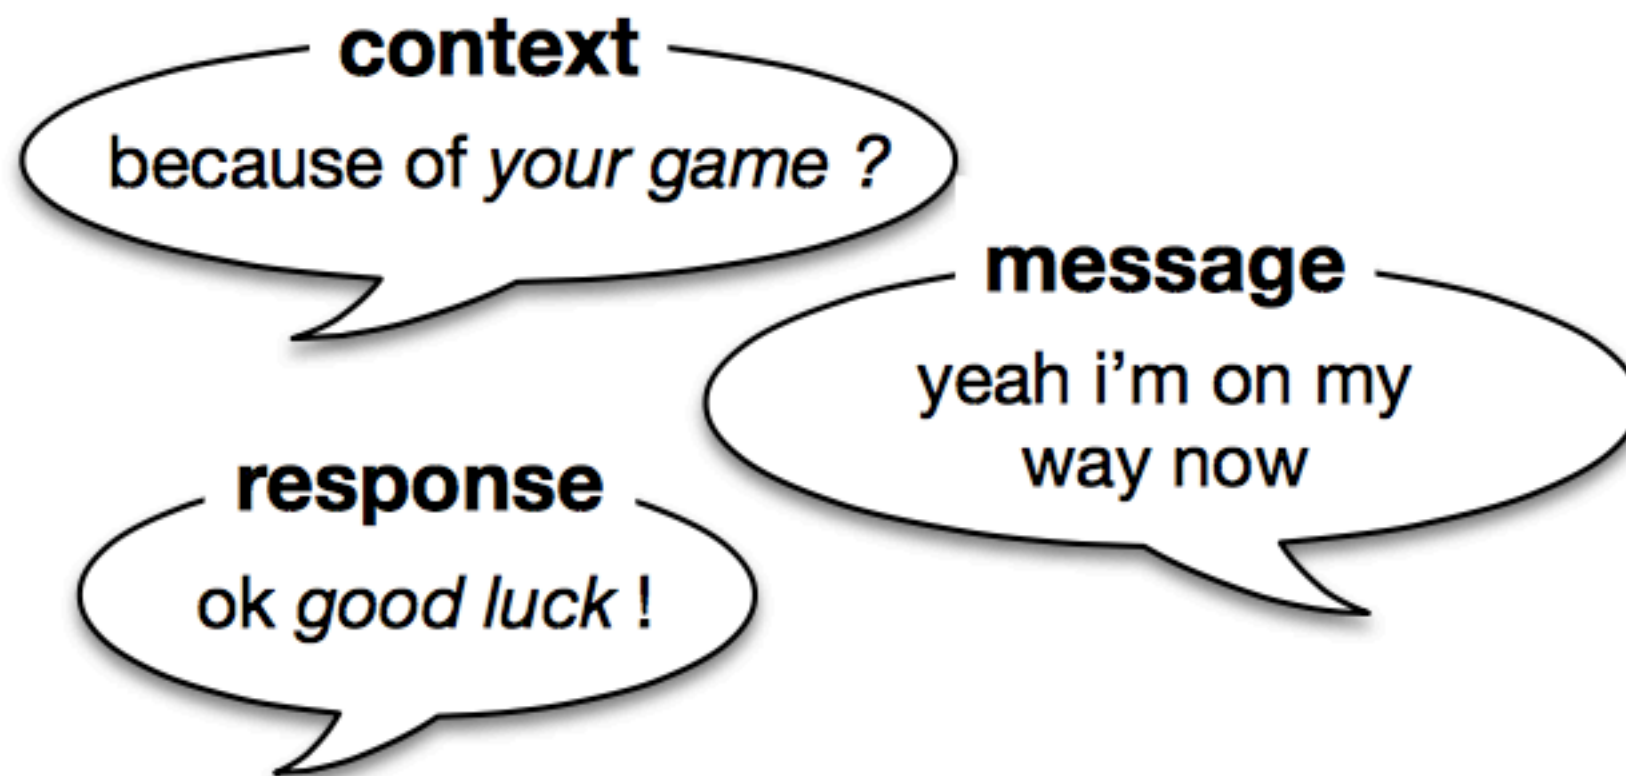 context
because of your game ?
message
yeah i’m on my
way now
response
ok good luck !